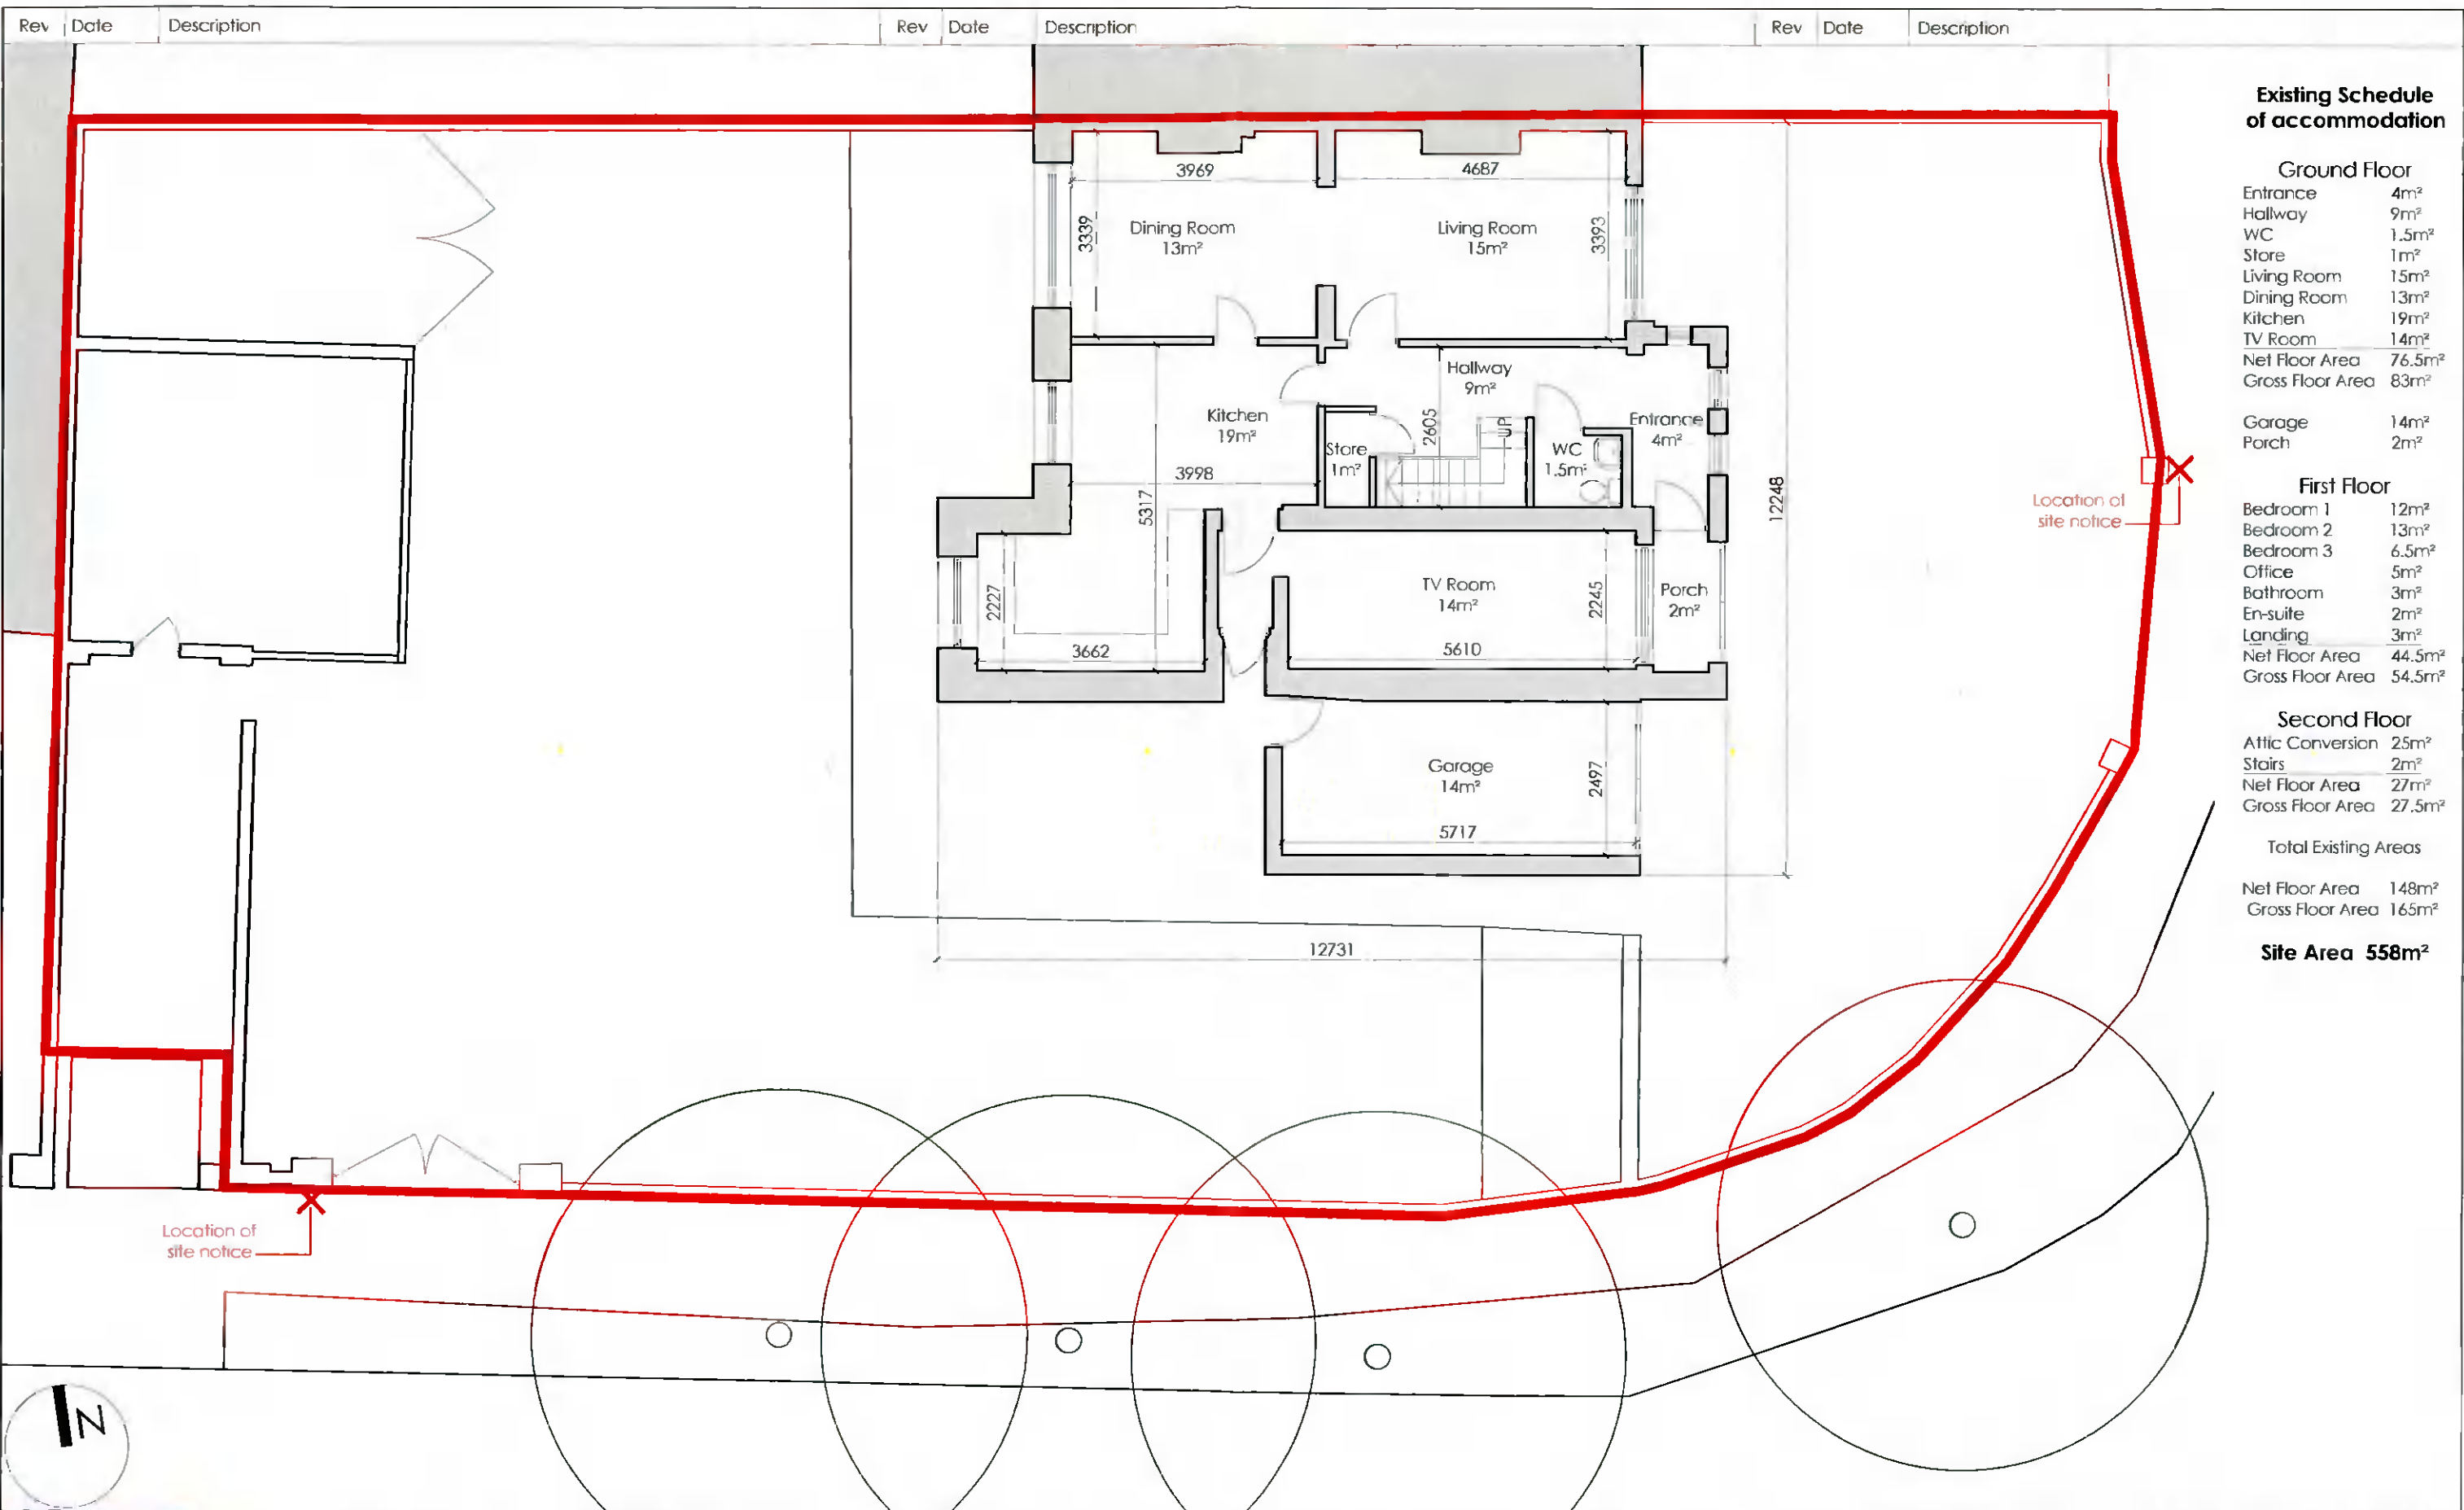 Rev Date Description Rev Date Description Rev Date Description
Existing Schedule
of accommodation
Ground Floor
Entrance 4m²
Hallway 9m²
WC 1.5m²
Store 1m²
Living Room 15m²
Dining Room 13m²
Kitchen 19m²
TV Room 14m²
Net Floor Area 76.5m²
Gross Floor Area 83m²
Garage 14m²
Porch 2m²
First Floor
Bedroom 1 12m²
Bedroom 2 13m²
Bedroom 3 6.5m²
Office 5m²
Bathroom 3m²
En-suite 2m²
Landing 3m²
Net Floor Area 44.5m²
Gross Floor Area 54.5m²
Second Floor
Attic Conversion 25m²
Stairs 2m²
Net Floor Area 27m²
Gross Floor Area 27.5m²
Total Existing Areas
Net Floor Area 148m²
Gross Floor Area 165m²
Site Area 558m²
3969
4687
3339
Dining Room
13m²
Living Room
15m²
3393
Hallway
9m²
Kitchen
19m²
2605
UP
Entrance
4m²
Store
1m²
WC
1.5m²
3998
5317
12248
Location of
site notice
2227
TV Room
14m²
2245
Porch
2m²
3662
5610
Garage
14m²
2497
5717
12731
Location of
site notice
N